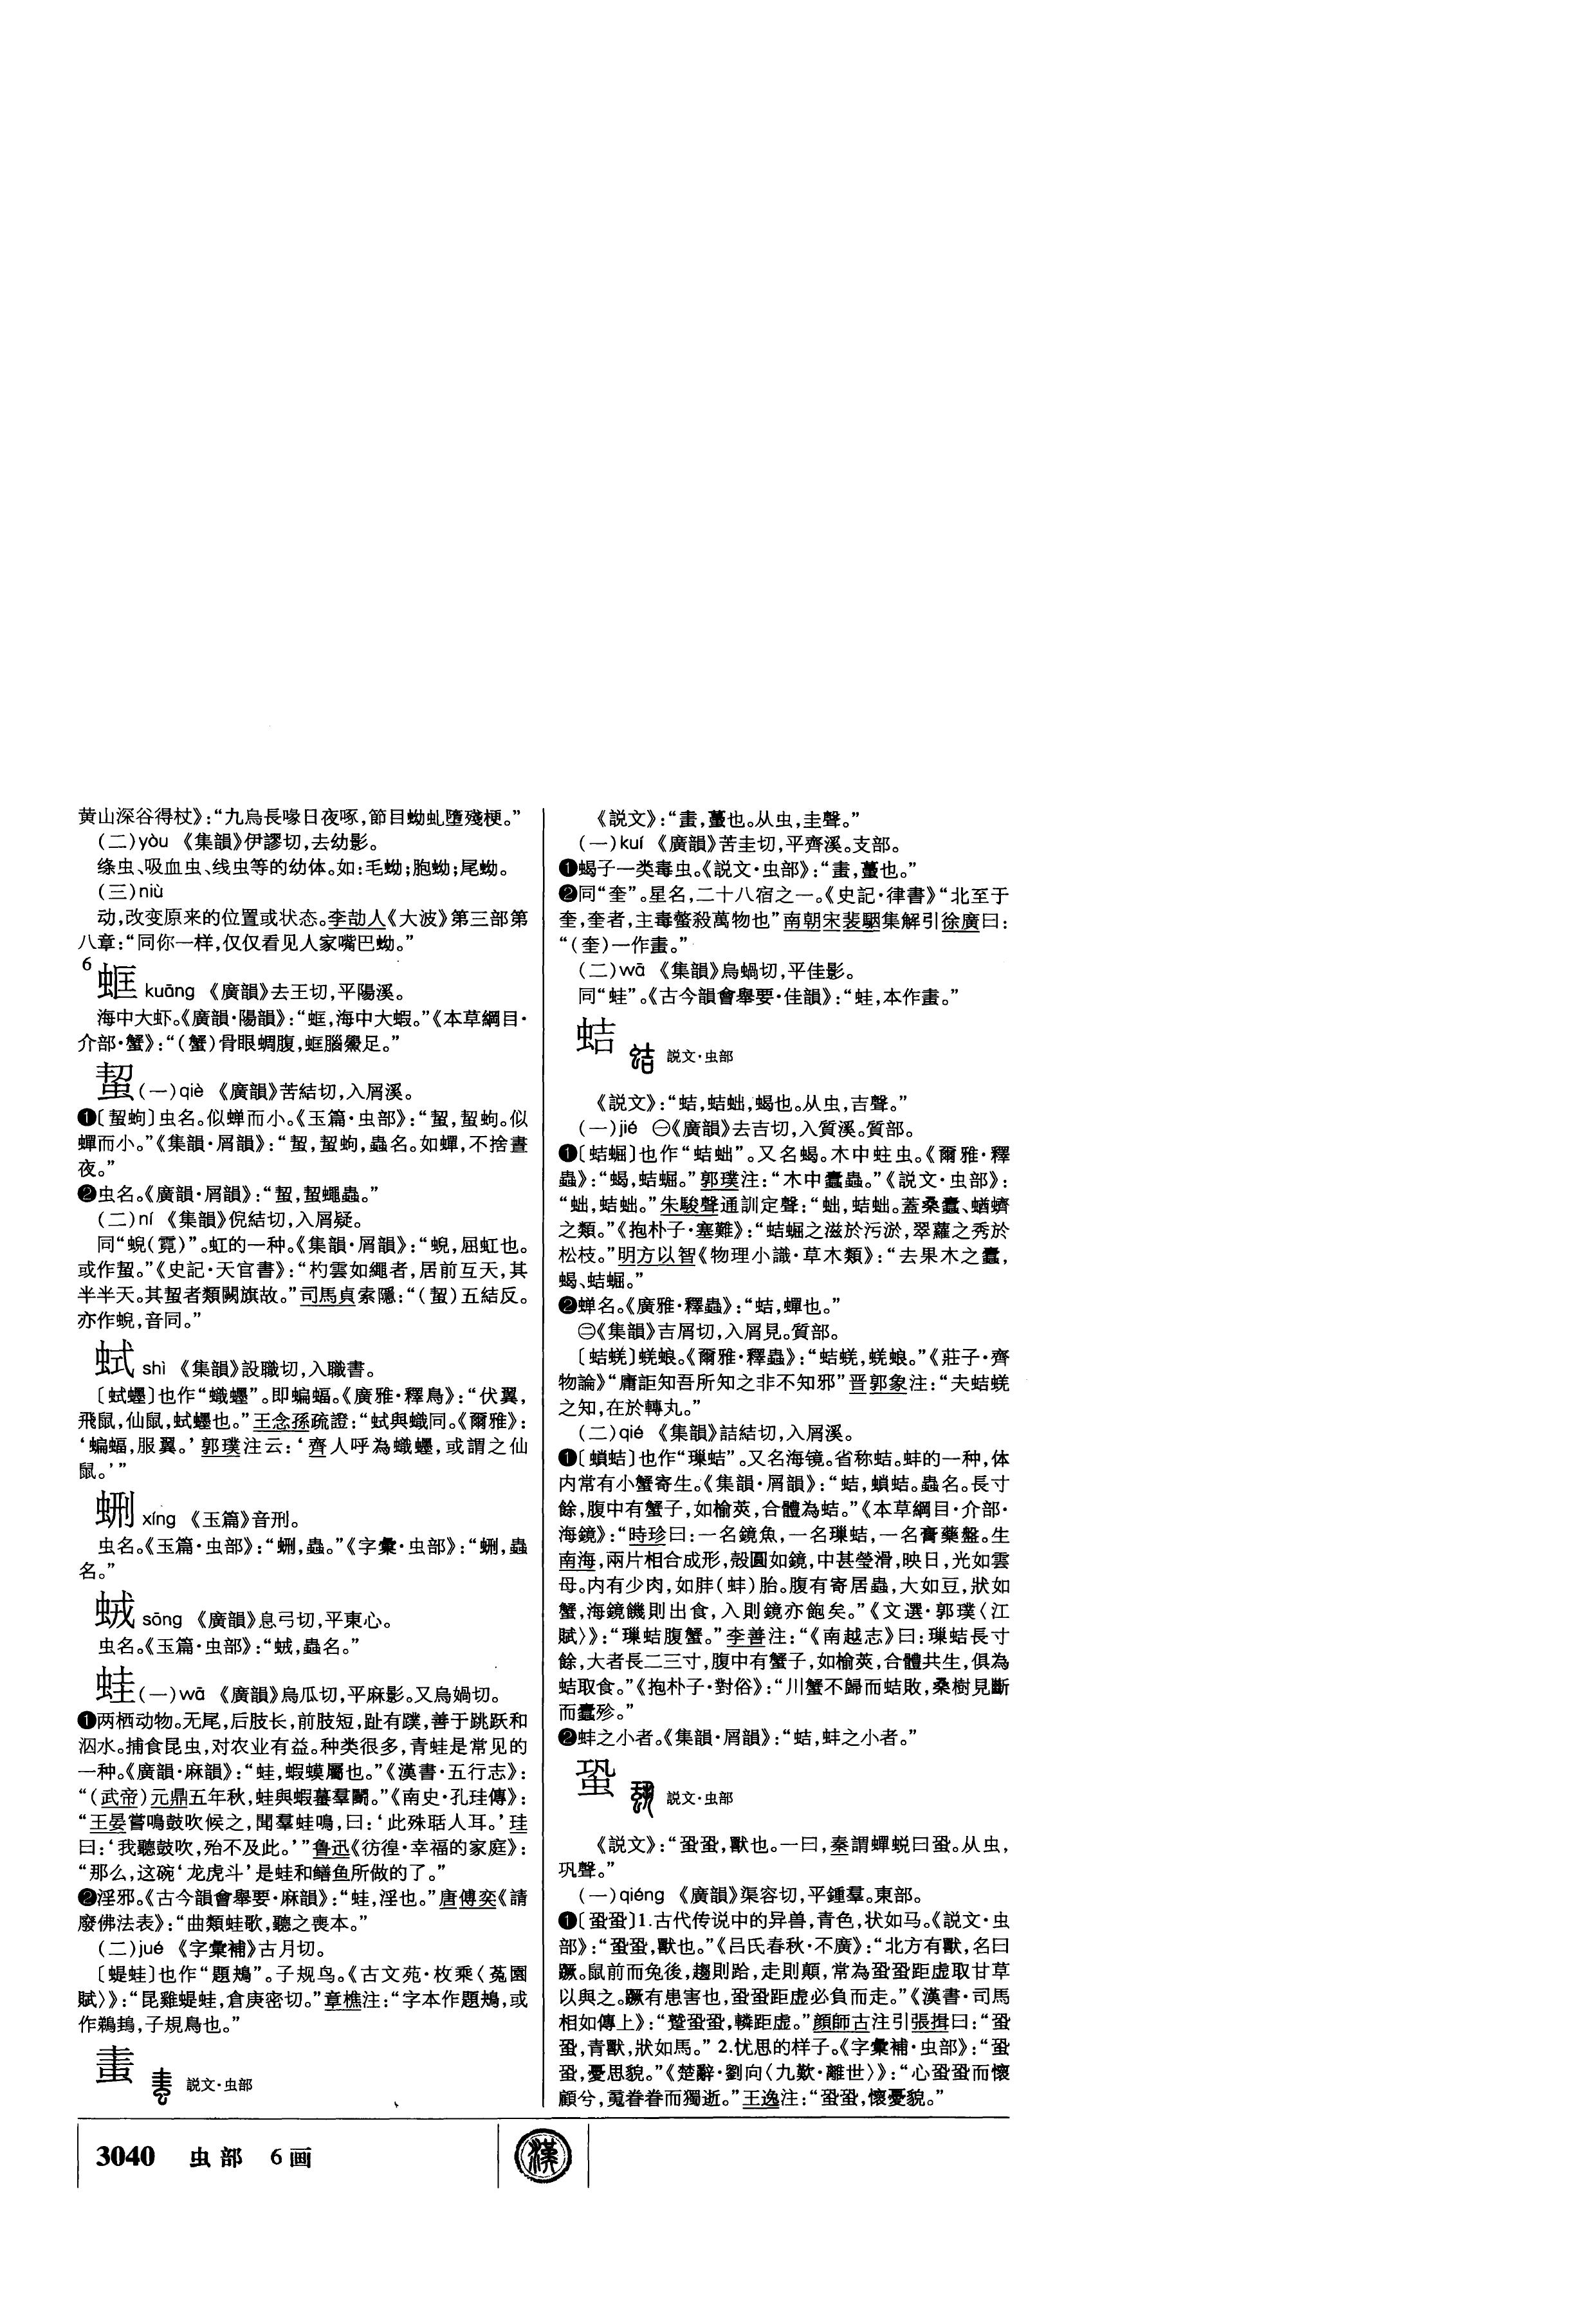 黄山深谷得杖》：“九烏長喙日夜啄，節目蚴虬墮殘梗。”
（二）yòu 《集韻》伊謬切，去幼影。
绦虫、吸血虫、线虫等的幼体。如：毛蚴；胞蚴；尾蚴。
（三）niù
动，改变原来的位置或状态。李劼人《大波》第三部第
八章：“同你一样，仅仅看见人家嘴巴蚴。”
6
蛭 kuāng 《廣韻》去王切，平陽溪。
海中大虾。《廣韻·陽韻》：“，海中大蝦。”《本草綱目·
介部·蟹》：“（蟹）骨眼蜩腹，腦鱟足。”
蛪（一）qiè 《廣韻》苦結切，入屑溪。
❶〔蛪蚼〕虫名。似蝉而小。《玉篇·虫部》：“蛪，蛪蚼。似
蟬而小。”《集韻·屑韻》：“蛪，蛪蚼，蟲名。如蟬，不捨晝
夜。”
❷虫名。《廣韻·屑韻》：“蛪，蛪蠅蟲。”
（二）ní 《集韻》倪結切，入屑疑。
同“蜺（霓）”。虹的一种。《集韻·屑韻》：“蜺，屈虹也。
或作蛪。”《史記·天官書》：“杓雲如繩者，居前互天，其
半半天。其蛪者類闕旗故。”司馬貞索隱：“（蛪）五結反。
亦作蜺，音同。”
蚮 shì 《集韻》設職切，入職書。
〔䗐〕也作“蟙䘃”。即蝙蝠。《廣雅·釋鳥》：“伏翼，
飛鼠，仙鼠，䘃也。”王念孫疏證：“與蟙同。《爾雅》：
‘蝙蝠，服翼。’郭璞注云：‘齊人呼為蟙䘃，或謂之仙
鼠。’”
蛚 xíng 《玉篇》音刑。
虫名。《玉篇·虫部》：“，蟲。”《字彙·虫部》：“，蟲
名。”
䘆 sōng 《廣韻》息弓切，平東心。
虫名。《玉篇·虫部》：“，蟲名。”
蛙（一）wā 《廣韻》烏瓜切，平麻影。又烏媧切。
❶两栖动物。无尾，后肢长，前肢短，趾有蹼，善于跳跃和
泅水。捕食昆虫，对农业有益。种类很多，青蛙是常见的
一种。《廣韻·麻韻》：“蛙，蝦蟆屬也。”《漢書·五行志》：
“（武帝）元鼎五年秋，蛙與蝦蟇羣鬭。”《南史·孔珪傳》：
“王晏嘗鳴鼓吹候之，聞羣蛙鳴，曰：‘此殊聒人耳。’珪
曰：‘我聽鼓吹，殆不及此。’”鲁迅《彷徨·幸福的家庭》：
“那么，这碗‘龙虎斗’是蛙和鳝鱼所做的了。”
❷淫邪。《古今韻會舉要·麻韻》：“蛙，淫也。”唐傅奕《請
廢佛法表》：“曲類蛙歌，聽之喪本。”
（二）jué 《字彙補》古月切。
〔蝭蛙〕也作“題鴂”。子规鸟。《古文苑·枚乘〈菟園
賦〉》：“昆雞蝭蛙，倉庚密切。”章樵注：“字本作題鴂，或
作鵜鴂，子規鳥也。”
䖯 説文·虫部
《説文》：“䖯，蠆也。从虫，圭聲。”
（一）kuí 《廣韻》苦圭切，平齊溪。支部。
❶蝎子一类毒虫。《説文·虫部》：“䖯，蠆也。”
❷同“奎”。星名，二十八宿之一。《史記·律書》“北至于
奎，奎者，主毒螫殺萬物也”南朝宋裴駰集解引徐廣曰：
“（奎）一作䖯。”
（二）wā 《集韻》烏蝸切，平佳影。
同“蛙”。《古今韻會舉要·佳韻》：“蛙，本作䖯。”
蛣 説文·虫部
《説文》：“蛣，蛣𧌑，蝎也。从虫，吉聲。”
（一）jié ㊀《廣韻》去吉切，入質溪。質部。
❶〔蛣𧌑〕也作“蛣蚍”。又名蝎。木中蛀虫。《爾雅·釋
蟲》：“蝎，蛣𧌑。”郭璞注：“木中蠹蟲。”《説文·虫部》：
“蚍，蛣蚍。”朱駿聲通訓定聲：“蚍，蛣蚍。蓋桑蠹、蝤蠐
之類。”《抱朴子·塞難》：“蛣𧌑之滋於污淤，翠蘿之秀於
松枝。”明方以智《物理小識·草木類》：“去果木之蠹，
蝎、蛣𧌑。”
❷蝉名。《廣雅·釋蟲》：“蛣，蟬也。”
㊁《集韻》吉屑切，入屑見。質部。
〔蛣蜣〕蜣螂。《爾雅·釋蟲》：“蛣蜣，蜣蜋。”《莊子·齊
物論》“庸詎知吾所知之非不知邪”晋郭象注：“夫蛣蜣
之知，在於轉丸。”
（二）qié 《集韻》詰結切，入屑溪。
❶〔蟘蛣〕也作“璅蛣”。又名海镜。省称蛣。蚌的一种，体
内常有小蟹寄生。《集韻·屑韻》：“蛣，蛣。蟲名。長寸
餘，腹中有蟹子，如榆莢，合體為蛣。”《本草綱目·介部·
海鏡》：“時珍曰：一名鏡魚，一名璅蛣，一名膏藥盤。生
南海，兩片相合成形，殼圓如鏡，中甚瑩滑，映日，光如雲
母。内有少肉，如胖（蚌）胎。腹有寄居蟲，大如豆，狀如
蟹，海鏡饑則出食，入則鏡亦飽矣。”《文選·郭璞〈江
賦〉》：“璅蛣腹蟹。”李善注：“《南越志》曰：璅蛣長寸
餘，大者長二三寸，腹中有蟹子，如榆莢，合體共生，俱為
蛣取食。”《抱朴子·對俗》：“川蟹不歸而蛣敗，桑樹見斷
而蠹殄。”
❷蚌之小者。《集韻·屑韻》：“蛣，蚌之小者。”
蛩 説文·虫部
《説文》：“蛩蛩，獸也。一曰，秦謂蟬蜕曰蛩。从虫，
巩聲。”
（一）qióng 《廣韻》渠容切，平鍾羣。東部。
❶〔蛩蛩〕1.古代传说中的异兽，青色，状如马。《説文·虫
部》：“蛩蛩，獸也。”《吕氏春秋·不廣》：“北方有獸，名曰
蹶。鼠前而兔後，趨則跲，走則顛，常為蛩蛩距虚取甘草
以與之。蹶有患害也，蛩蛩距虚必負而走。”《漢書·司馬
相如傳上》：“蹵蛩蛩，轔距虚。”顔師古注引張揖曰：“蛩
蛩，青獸，狀如馬。”2.忧思的样子。《字彙補·虫部》：“蛩
蛩，憂思貌。”《楚辭·劉向〈九歎·離世〉》：“心蛩蛩而懷
顧兮，䰟眷眷而獨逝。”王逸注：“蛩蛩，懷憂貌。”
3040 虫部 6画
漢